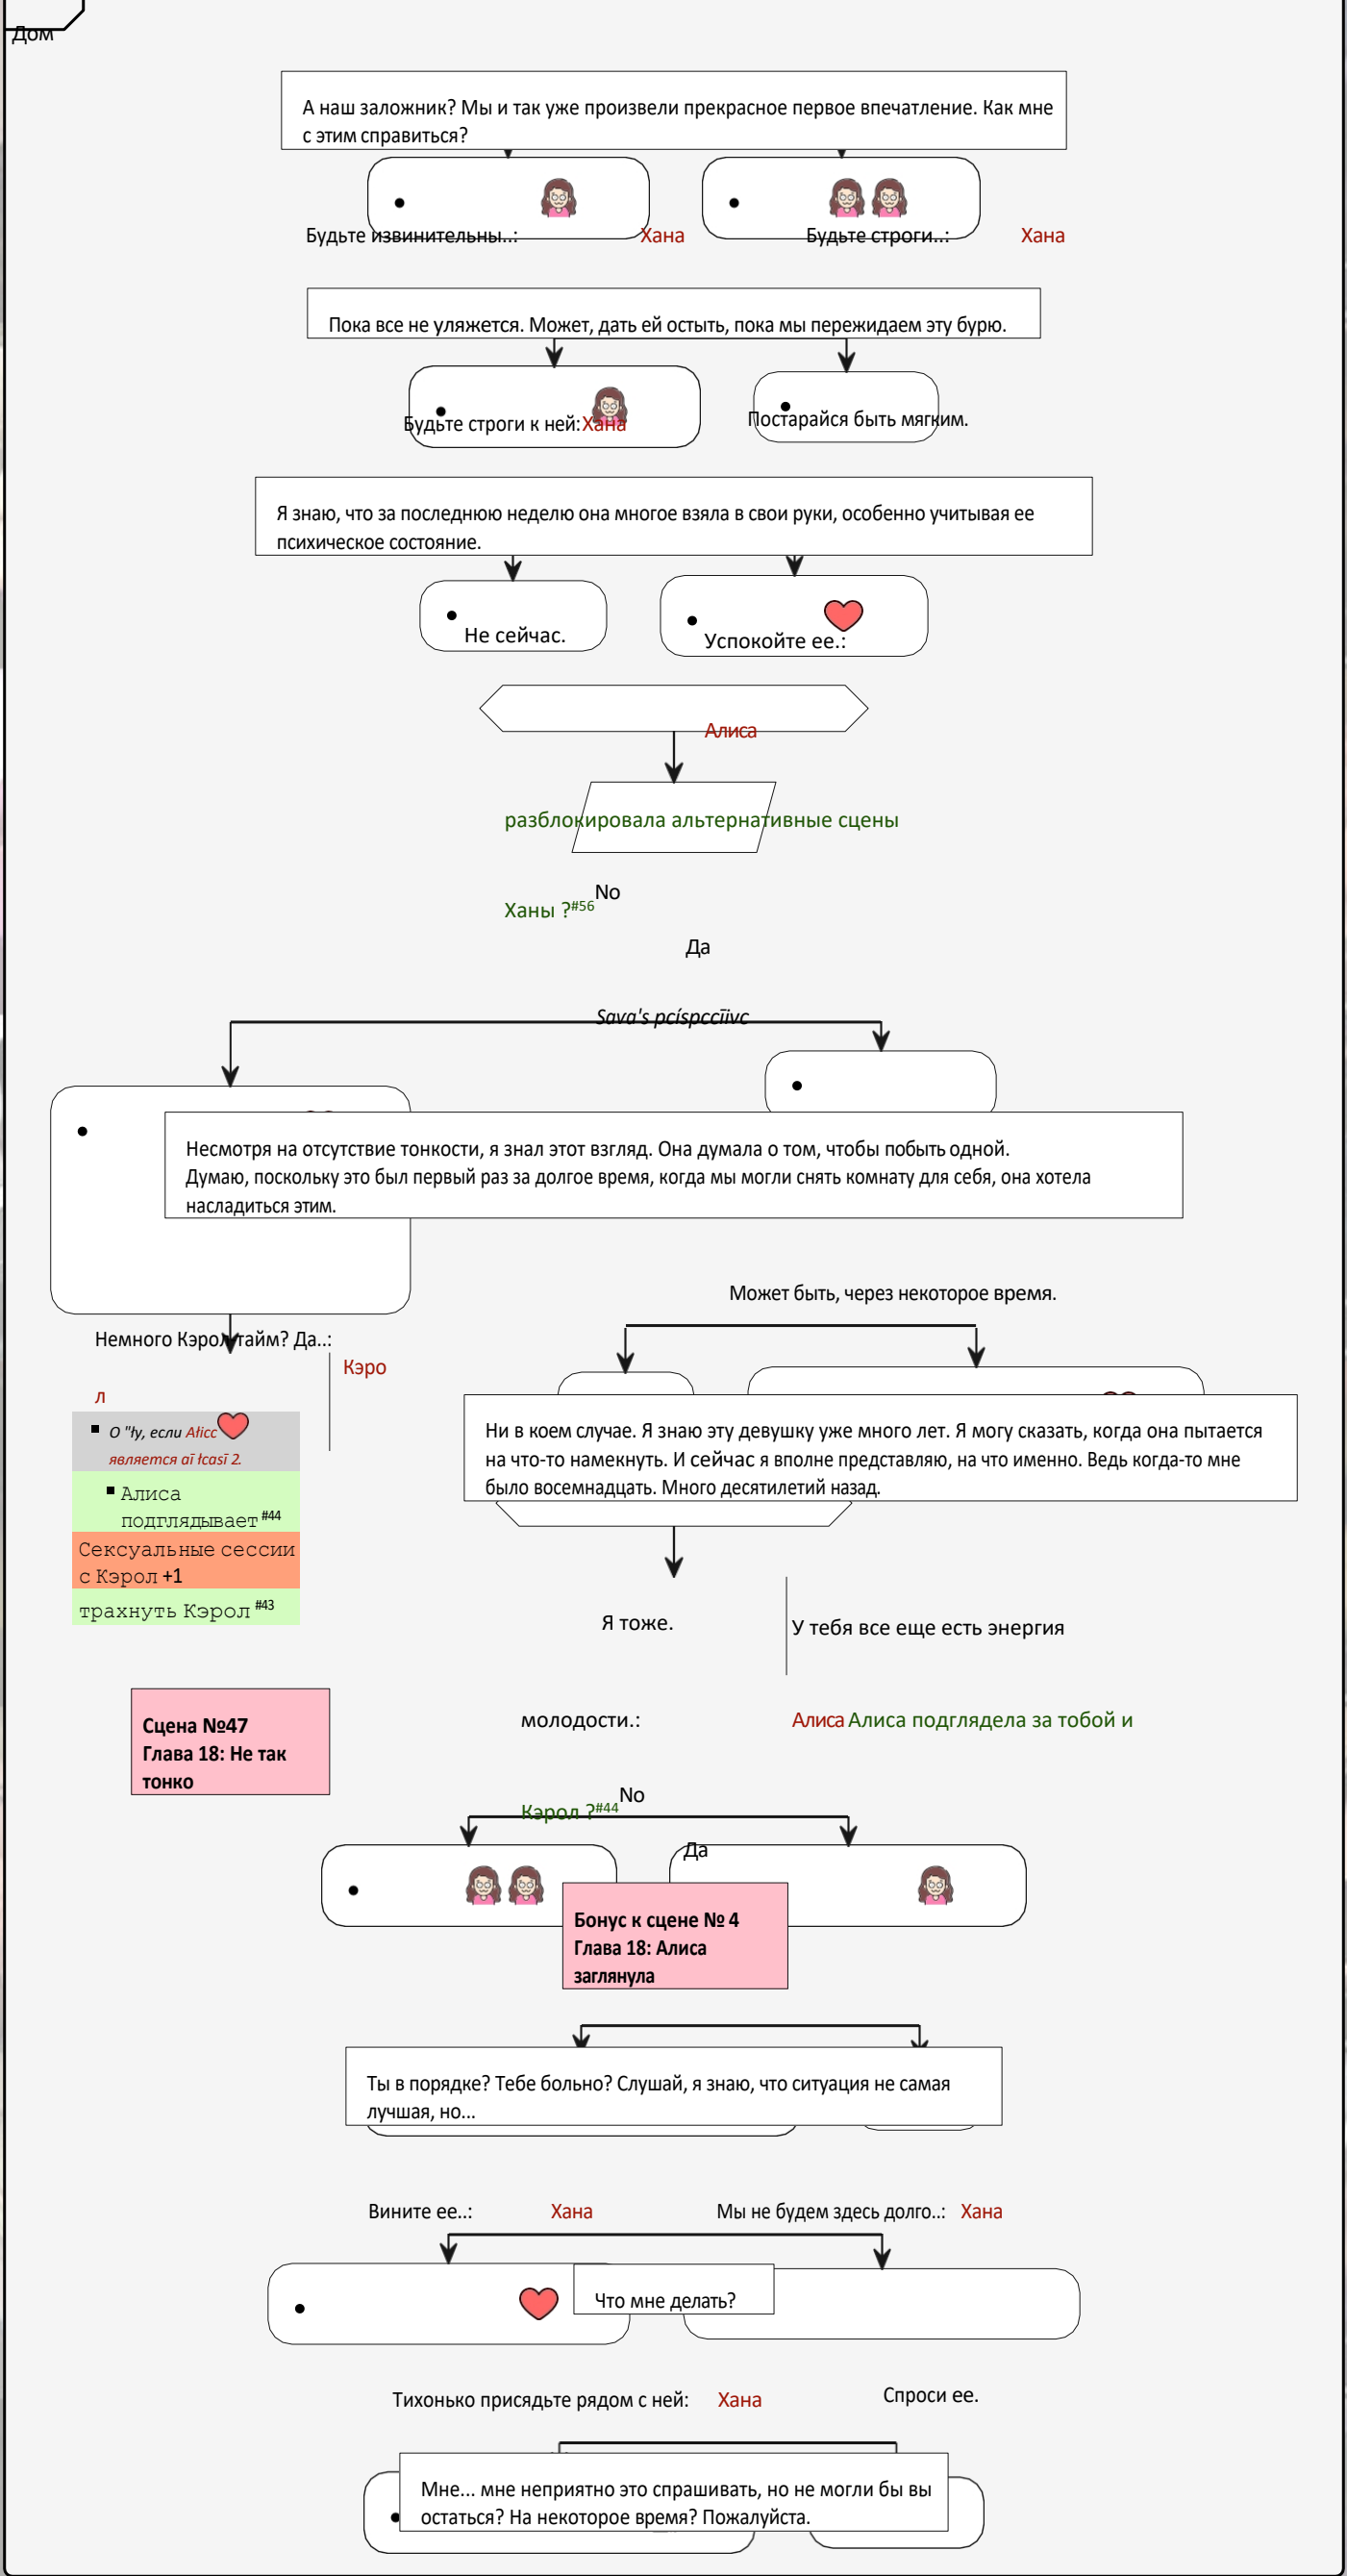 Дом
А наш заложник? Мы и так уже произвели прекрасное первое впечатление. Как мне
с этим справиться?
Будьте извинительны..: Хана Будьте строги..: Хана
Пока все не уляжется. Может, дать ей остыть, пока мы пережидаем эту бурю.
Будьте строги к ней: Хана Постарайся быть мягким.
Я знаю, что за последнюю неделю она многое взяла в свои руки, особенно учитывая ее
психическое состояние.
Не сейчас. Успокойте ее.:
Алиса
разблокировала альтернативные сцены
No
Ханы ?#56
Да
Sava's pcíspccïivc
Несмотря на отсутствие тонкости, я знал этот взгляд. Она думала о том, чтобы побыть одной.
Думаю, поскольку это был первый раз за долгое время, когда мы могли снять комнату для себя, она хотела
насладиться этим.
Может быть, через некоторое время.
Немного Кэрол тайм? Да..:
Кэро
л
О "ły, если Ałicc
является aï łcasï 2.
Алиса
подглядывает #44
Сексуальные сессии
с Кэрол +1
трахнуть Кэрол #43
Ни в коем случае. Я знаю эту девушку уже много лет. Я могу сказать, когда она пытается
на что-то намекнуть. И сейчас я вполне представляю, на что именно. Ведь когда-то мне
было восемнадцать. Много десятилетий назад.
Я тоже. У тебя все еще есть энергия
молодости.: Алиса Алиса подглядела за тобой и
Сцена №47
Глава 18: Не так
тонко
No
Кэрол ?#44
Да
Бонус к сцене № 4
Глава 18: Алиса
заглянула
Ты в порядке? Тебе больно? Слушай, я знаю, что ситуация не самая
лучшая, но...
Вините ее..: Хана Мы не будем здесь долго..: Хана
Что мне делать?
Тихонько присядьте рядом с ней: Хана Спроси ее.
Мне... мне неприятно это спрашивать, но не могли бы вы
остаться? На некоторое время? Пожалуйста.